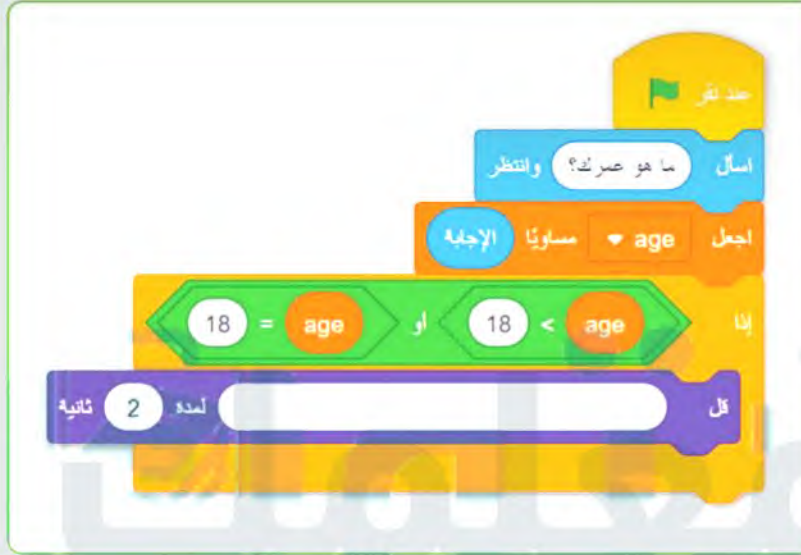 عند نقر
اسأل ما هو عمرك؟ وانتظر
اجعل age مساويًا الإجابة
إذا age > 18 أو age = 18
قل لمدة 2 ثانية